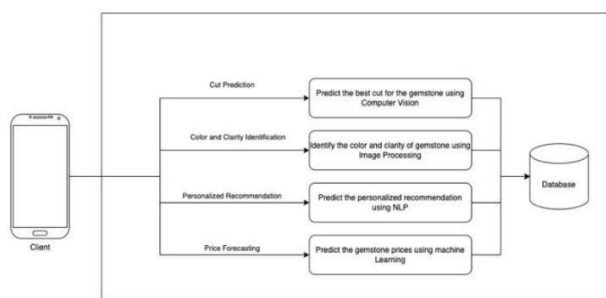 Cut Prediction
Predict the best cut for the gemstone using
Computer Vision
Color and Clarity Identification
Identify the color and clarity of gemstone using
Image Processing
Personalized Recommendation
Predict the personalized recommendation
using NLP
Price Forecasting
Predict the gemstone prices using machine
Learning
Client
Database